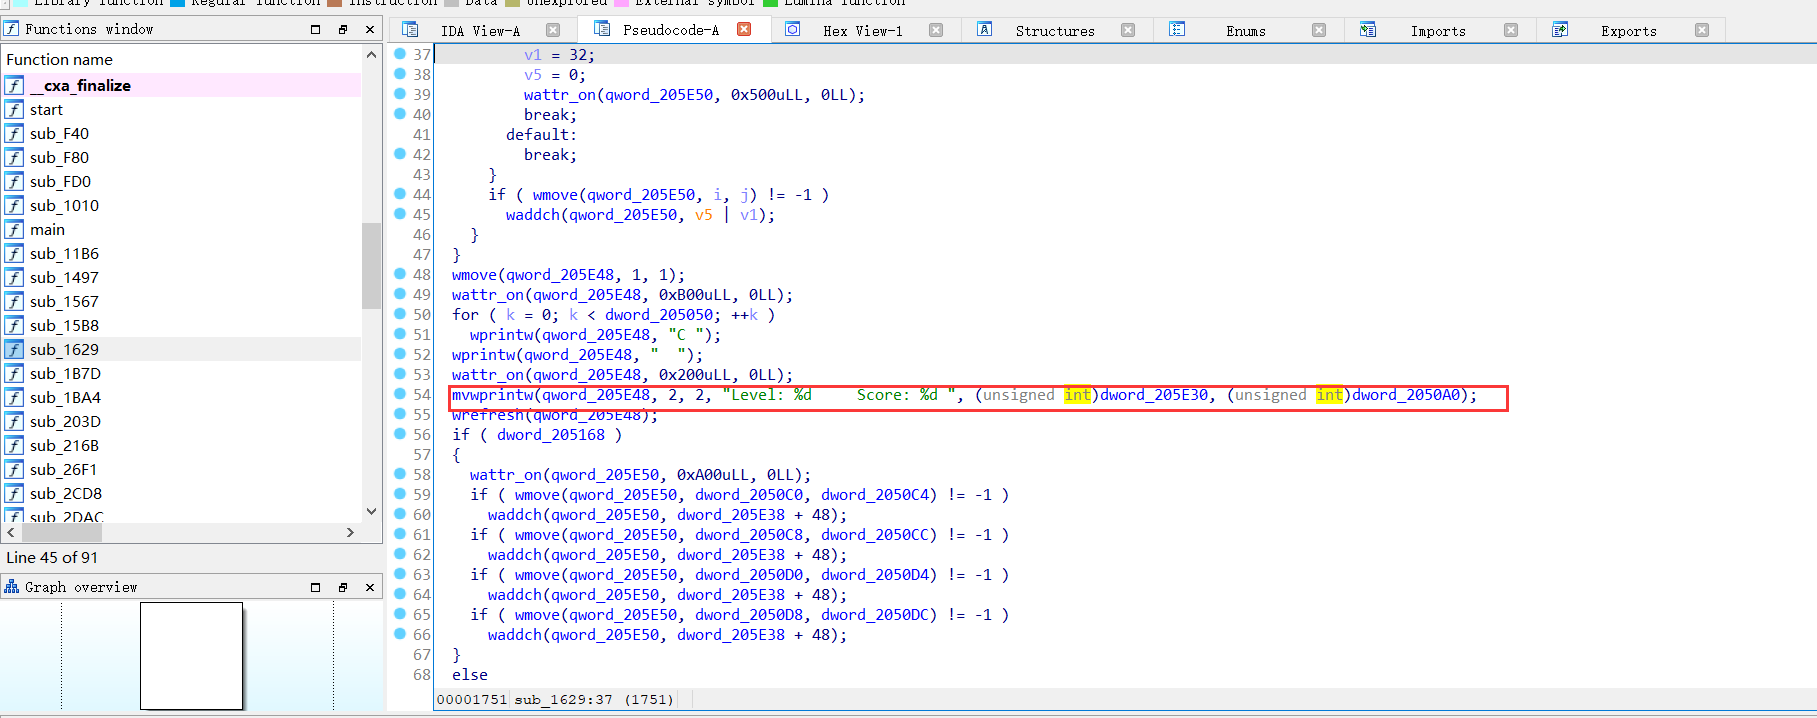 Library function Regular function Instruction Data Unexplored External symbol Lumina function
Functions window
IDA View-A Pseudocode-A Hex View-1 Structures Enums Imports Exports
Function name
__cxa_finalize
start
sub_F40
sub_F80
sub_FD0
sub_1010
main
sub_11B6
sub_1497
sub_1567
sub_15B8
sub_1629
sub_1B7D
sub_1BA4
sub_203D
sub_216B
sub_26F1
sub_2CD8
sub_2DAC
Line 45 of 91
Graph overview
37 v1 = 32;
38 v5 = 0;
39 wattr_on(qword_205E50, 0x500uLL, 0LL);
40 break;
41 default:
42 break;
43 }
44 if ( wmove(qword_205E50, i, j) != -1 )
45 waddch(qword_205E50, v5 | v1);
46 }
47 }
48 wmove(qword_205E48, 1, 1);
49 wattr_on(qword_205E48, 0xB00uLL, 0LL);
50 for ( k = 0; k < dword_205050; ++k )
51 wprintw(qword_205E48, "C ");
52 wprintw(qword_205E48, "  ");
53 wattr_on(qword_205E48, 0x200uLL, 0LL);
54 mvwprintw(qword_205E48, 2, 2, "Level: %d     Score: %d ", (unsigned int)dword_205E30, (unsigned int)dword_2050A0);
55 wrefresh(qword_205E48);
56 if ( dword_205168 )
57 {
58 wattr_on(qword_205E50, 0xA00uLL, 0LL);
59 if ( wmove(qword_205E50, dword_2050C0, dword_2050C4) != -1 )
60 waddch(qword_205E50, dword_205E38 + 48);
61 if ( wmove(qword_205E50, dword_2050C8, dword_2050CC) != -1 )
62 waddch(qword_205E50, dword_205E38 + 48);
63 if ( wmove(qword_205E50, dword_2050D0, dword_2050D4) != -1 )
64 waddch(qword_205E50, dword_205E38 + 48);
65 if ( wmove(qword_205E50, dword_2050D8, dword_2050DC) != -1 )
66 waddch(qword_205E50, dword_205E38 + 48);
67 }
68 else
00001751 sub_1629:37 (1751)